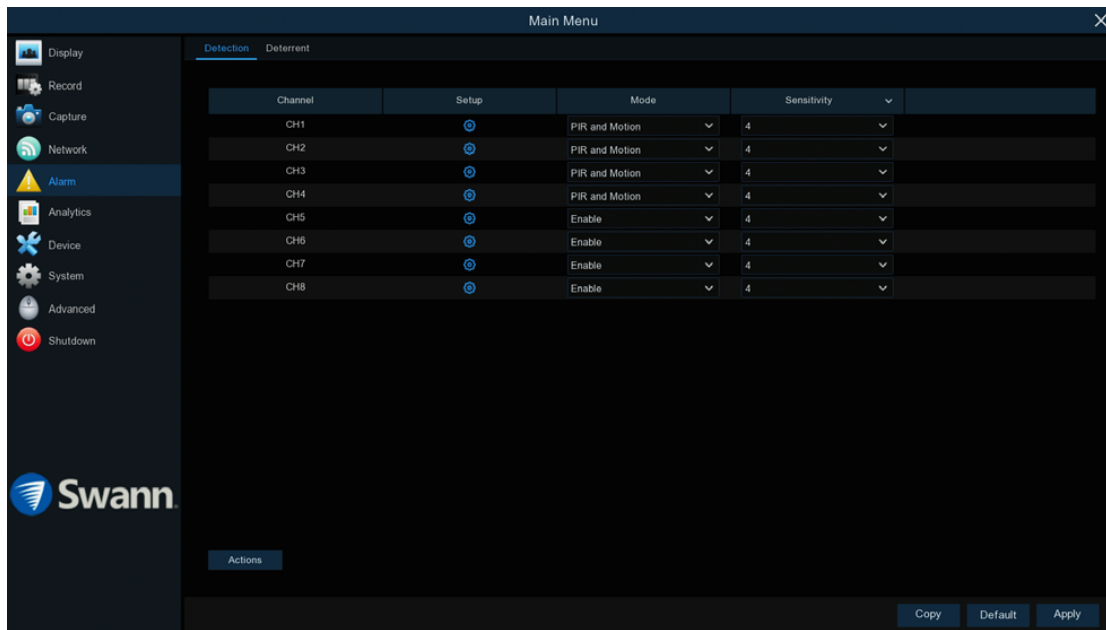 Main Menu
Display
Record
Capture
Network
Alarm
Analytics
Device
System
Advanced
Shutdown
Swann
Detection Deterrent
Channel Setup Mode Sensitivity
CH1 PIR and Motion 4
CH2 PIR and Motion 4
CH3 PIR and Motion 4
CH4 PIR and Motion 4
CH5 Enable 4
CH6 Enable 4
CH7 Enable 4
CH8 Enable 4
Actions
Copy Default Apply